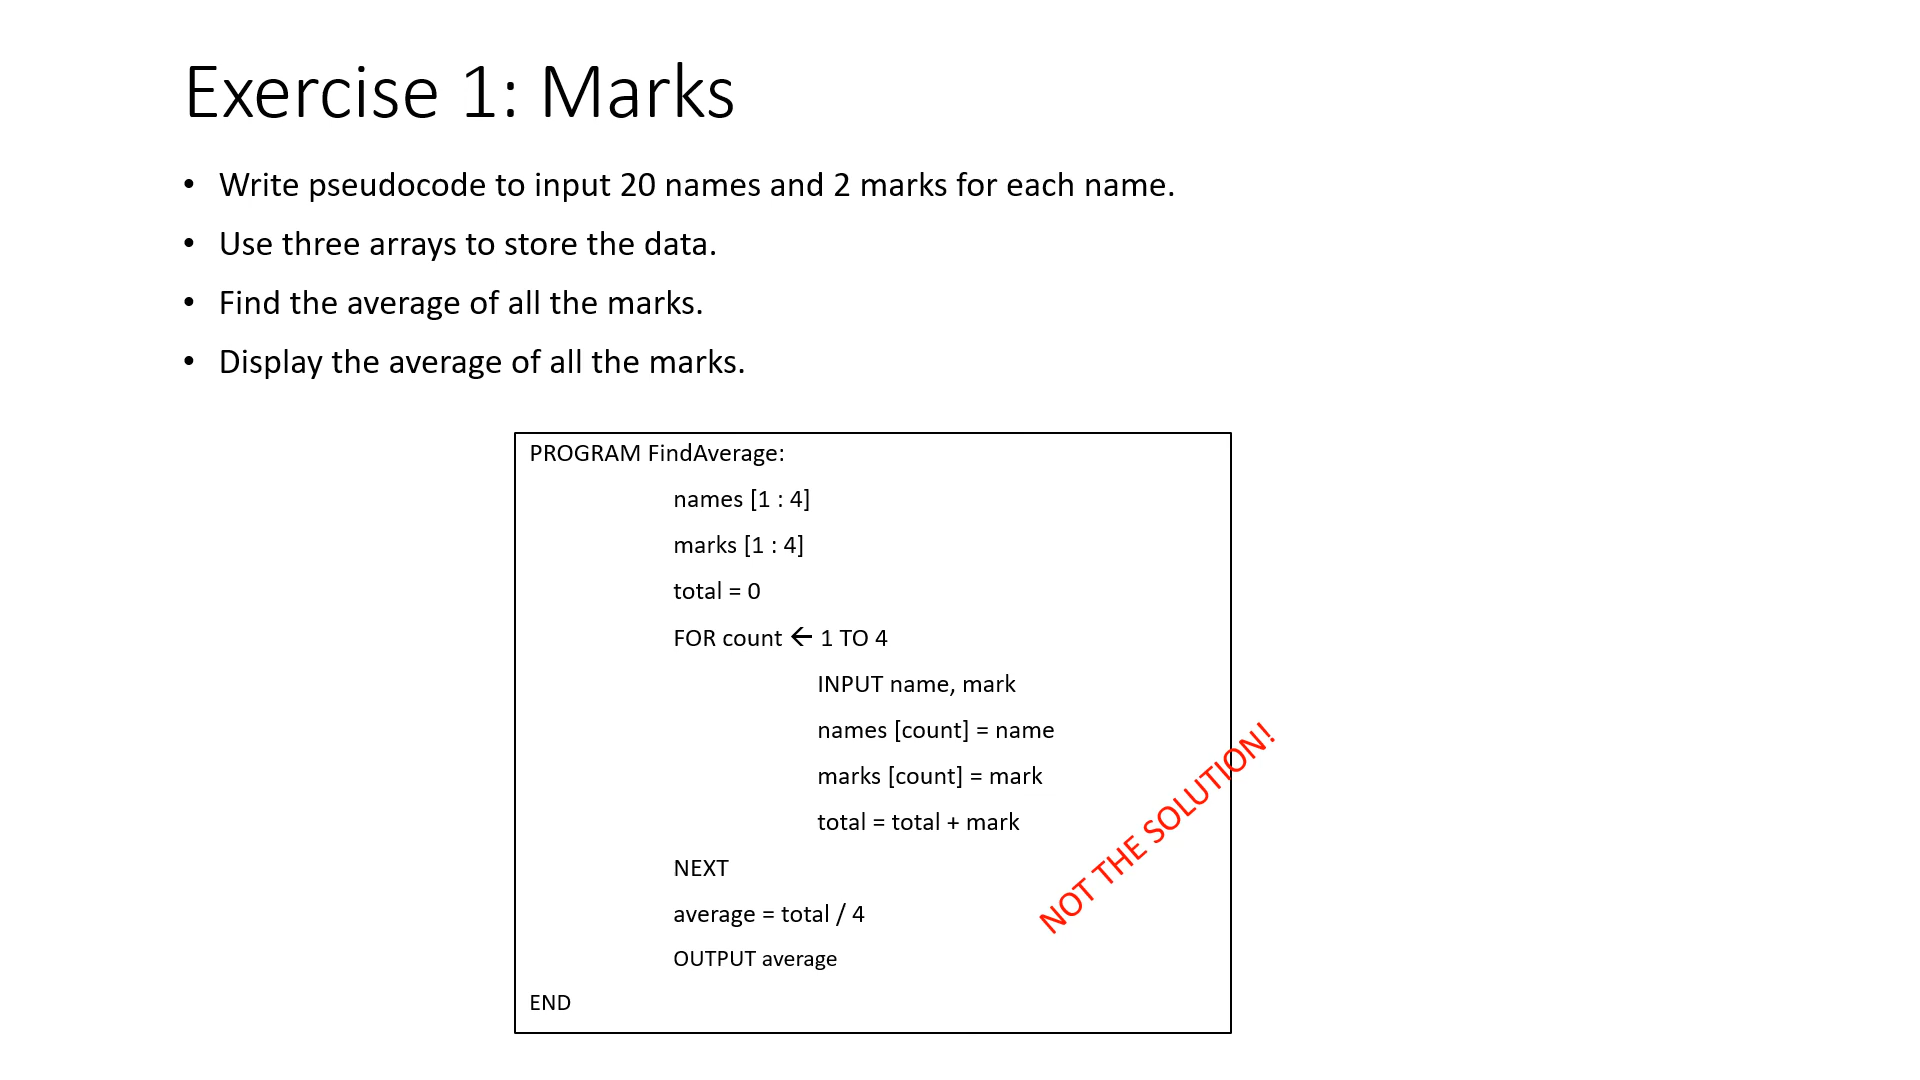 Exercise 1: Marks
• Write pseudocode to input 20 names and 2 marks for each name.
• Use three arrays to store the data.
• Find the average of all the marks.
• Display the average of all the marks.
PROGRAM FindAverage:
names [1 : 4]
marks [1 : 4]
total = 0
FOR count ← 1 TO 4
INPUT name, mark
names [count] = name
marks [count] = mark
total = total + mark
NEXT
average = total / 4
OUTPUT average
END
NOT THE SOLUTION!